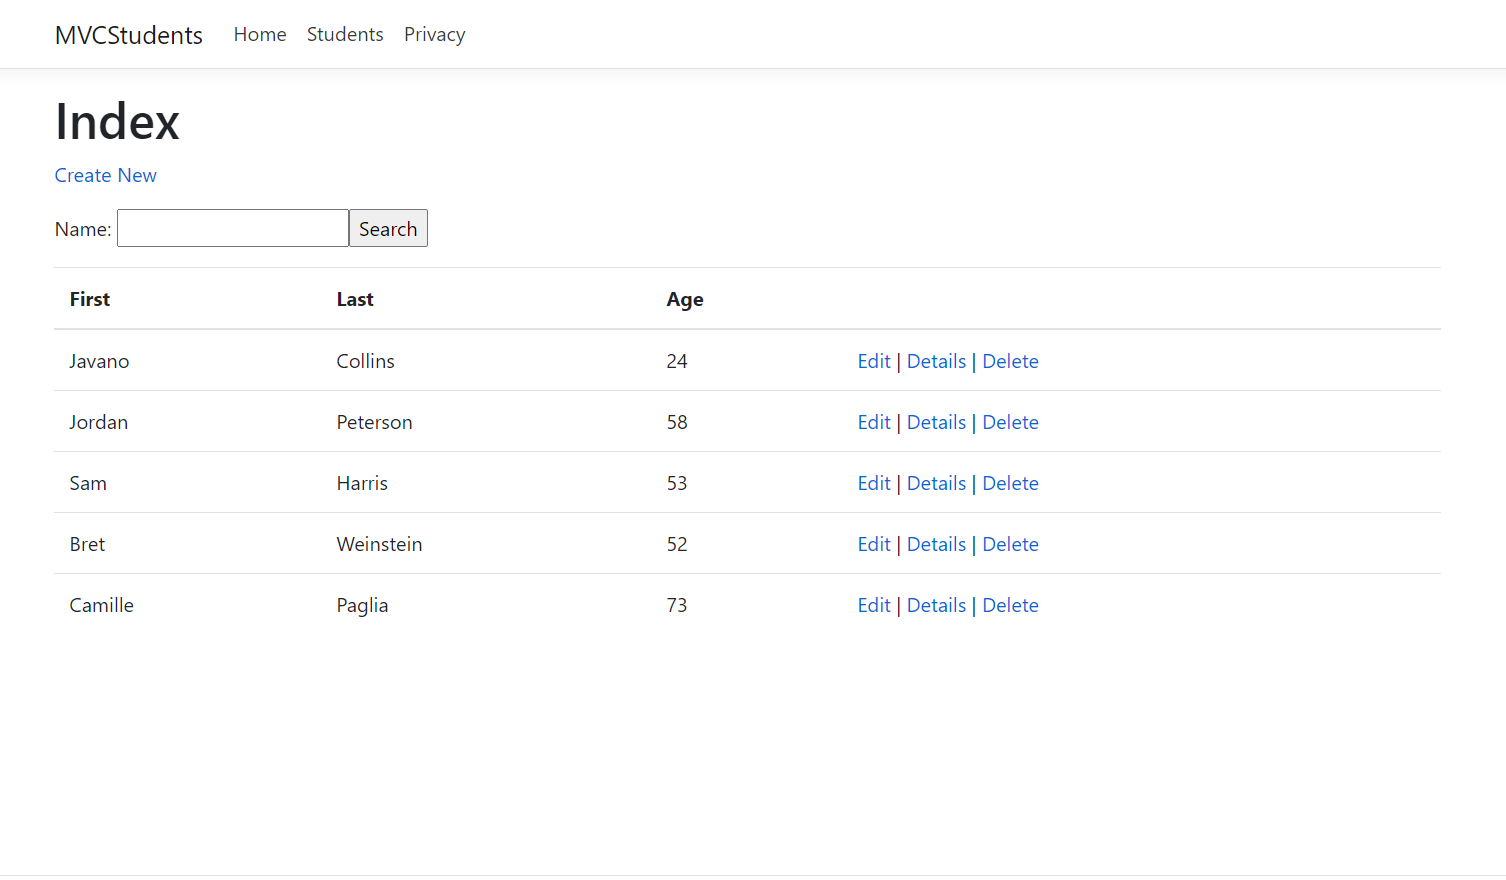 MVCStudents Home Students Privacy
Index
Create New
Name: Search
First Last Age
Javano Collins 24 Edit | Details | Delete
Jordan Peterson 58 Edit | Details | Delete
Sam Harris 53 Edit | Details | Delete
Bret Weinstein 52 Edit | Details | Delete
Camille Paglia 73 Edit | Details | Delete